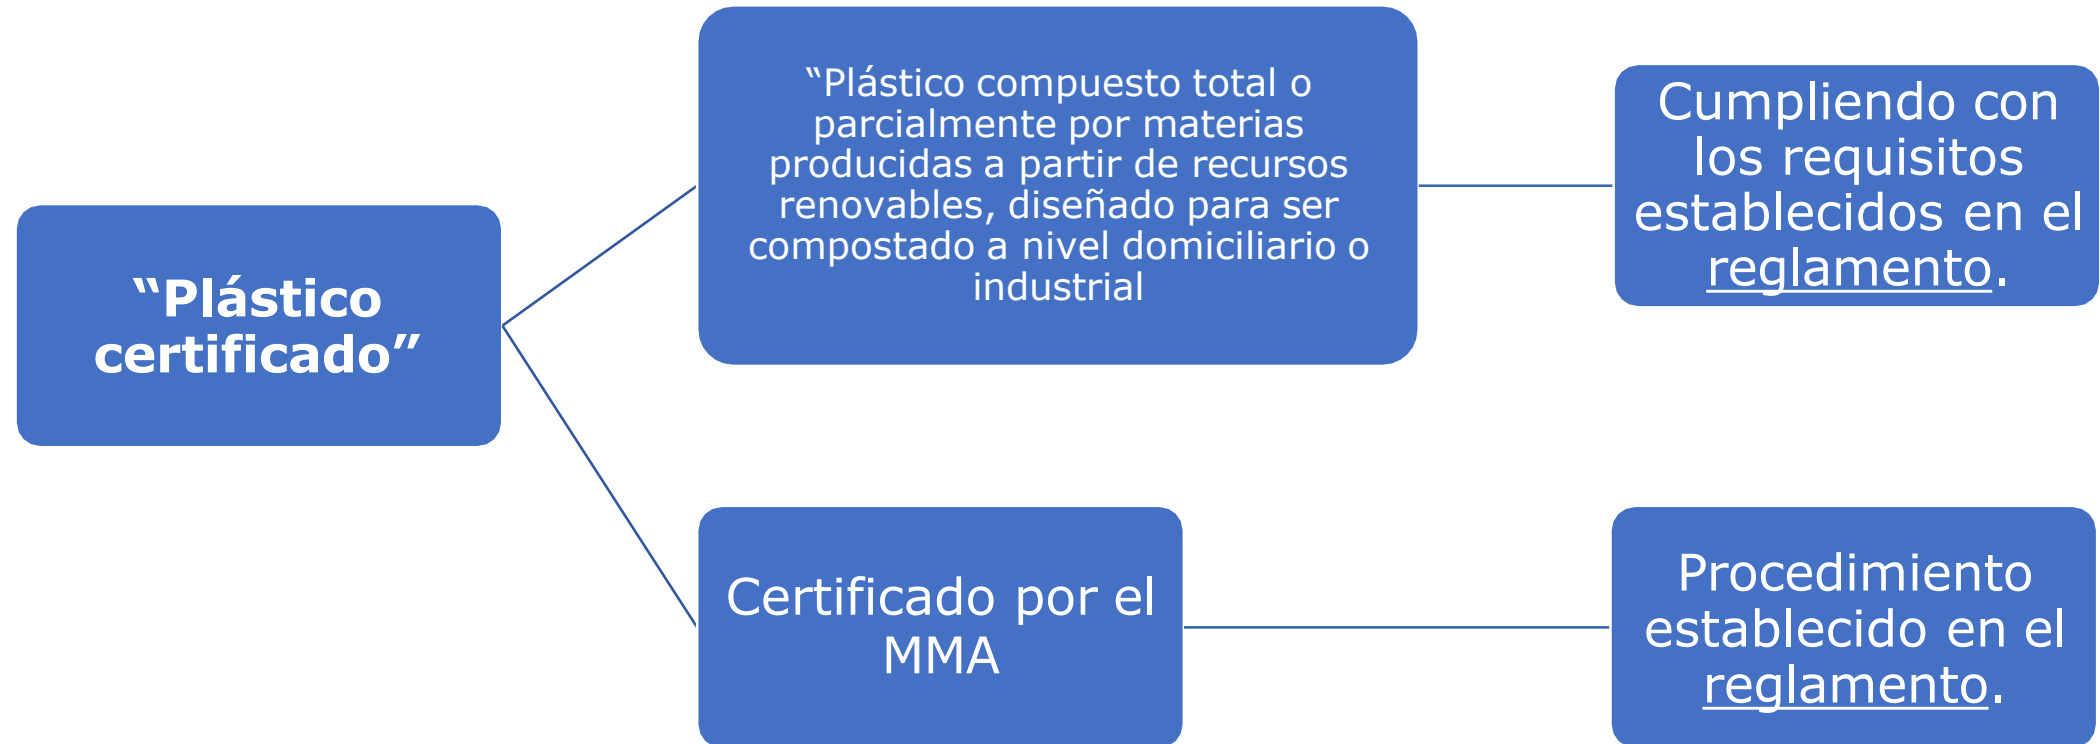 “Plástico
certificado”
“Plástico compuesto total o
parcialmente por materias
producidas a partir de recursos
renovables, diseñado para ser
compostado a nivel domiciliario o
industrial
Cumpliendo con
los requisitos
establecidos en el
reglamento.
Certificado por el
MMA
Procedimiento
establecido en el
reglamento.